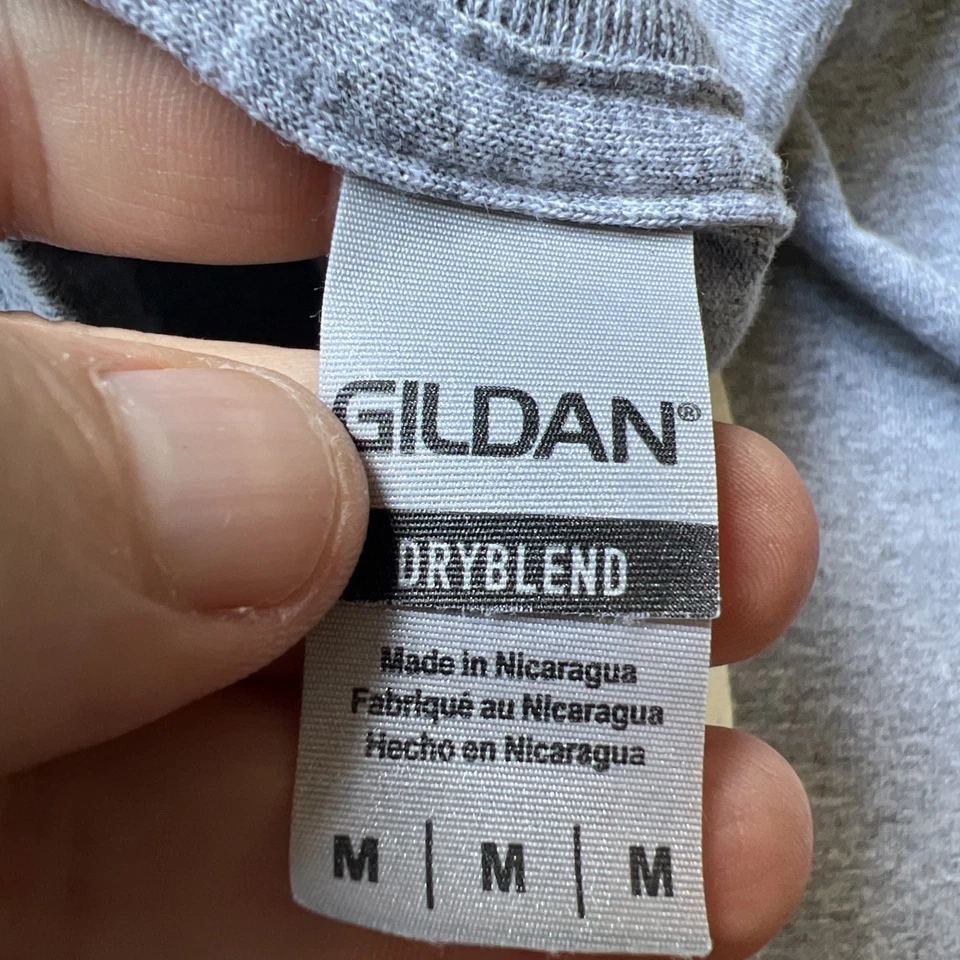 GILDAN®
DRYBLEND
Made in Nicaragua
Fabriqué au Nicaragua
Hecho en Nicaragua
M | M | M